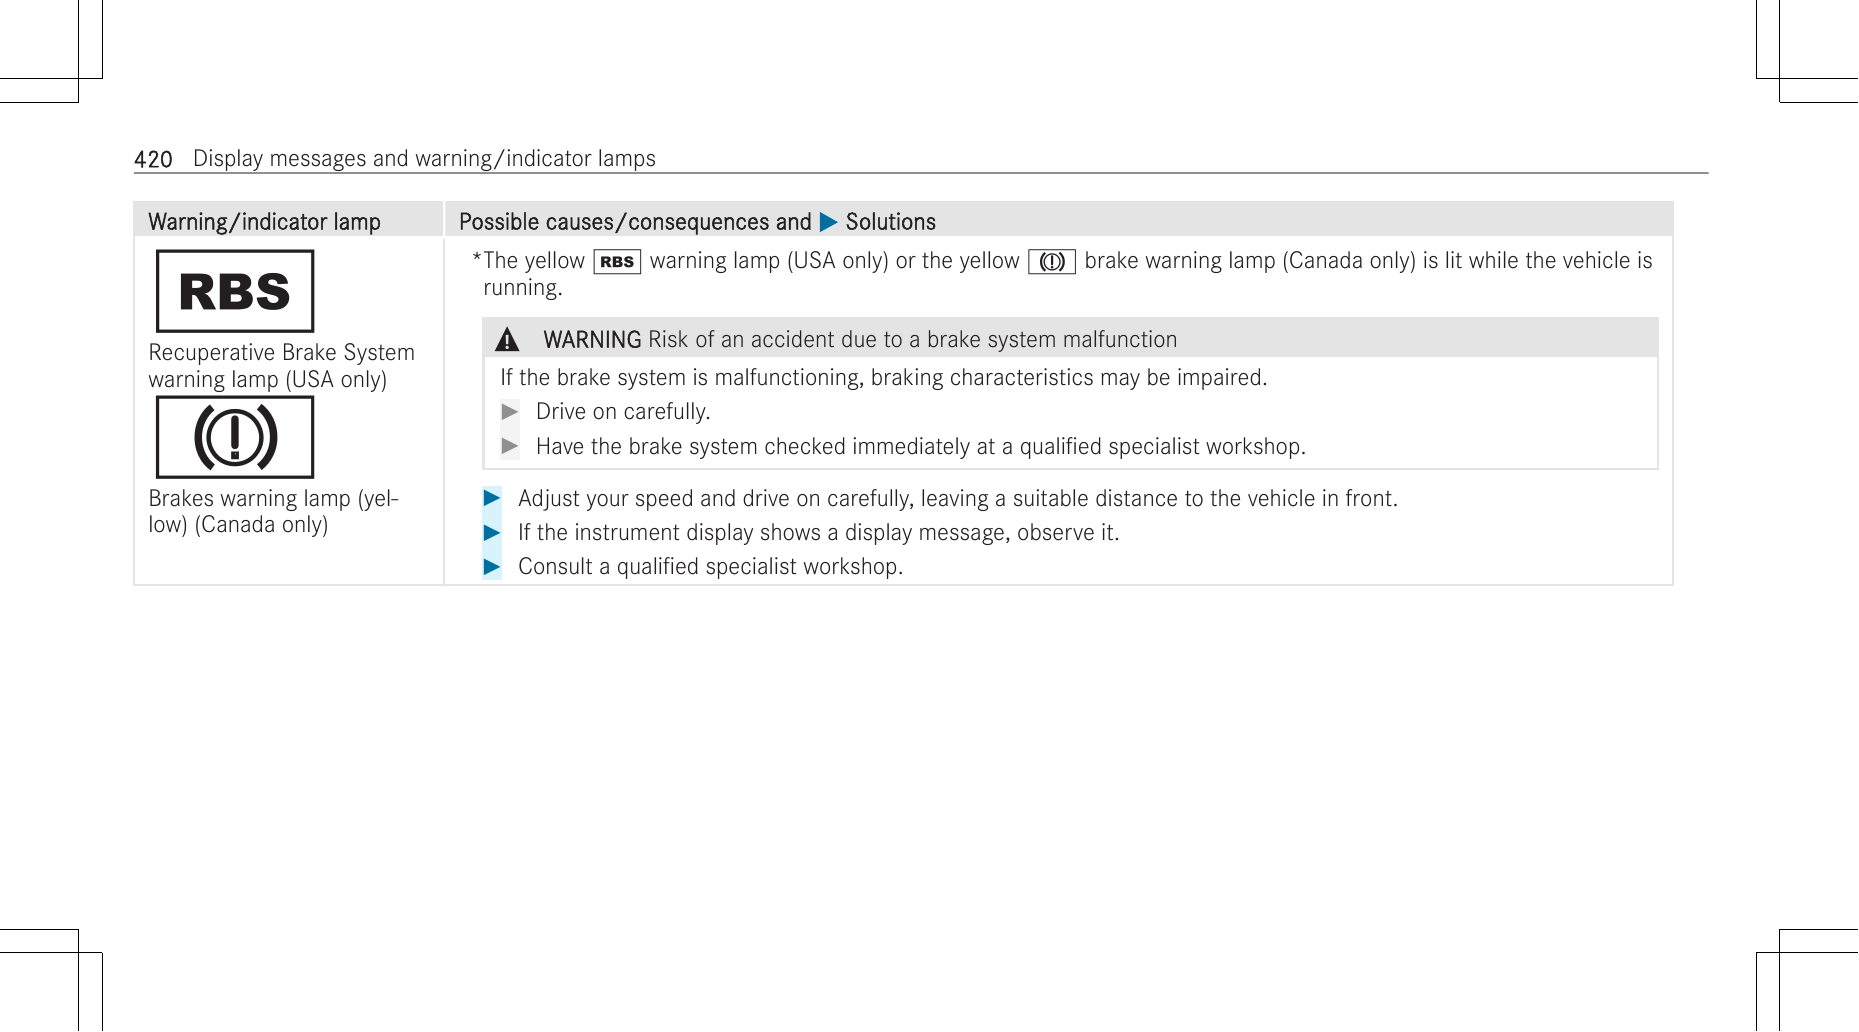 420 Display messages and warning/indicator lamps
Warning/indicator lamp
Possible causes/consequences and ▶ Solutions
RBS
Recuperative Brake System
warning lamp (USA only)
Brakes warning lamp (yel-
low) (Canada only)
*The yellow RBS warning lamp (USA only) or the yellow (!) brake warning lamp (Canada only) is lit while the vehicle is
running.
WARNING Risk of an accident due to a brake system malfunction
If the brake system is malfunctioning, braking characteristics may be impaired.
▶ Drive on carefully.
▶ Have the brake system checked immediately at a qualified specialist workshop.
▶ Adjust your speed and drive on carefully, leaving a suitable distance to the vehicle in front.
▶ If the instrument display shows a display message, observe it.
▶ Consult a qualified specialist workshop.